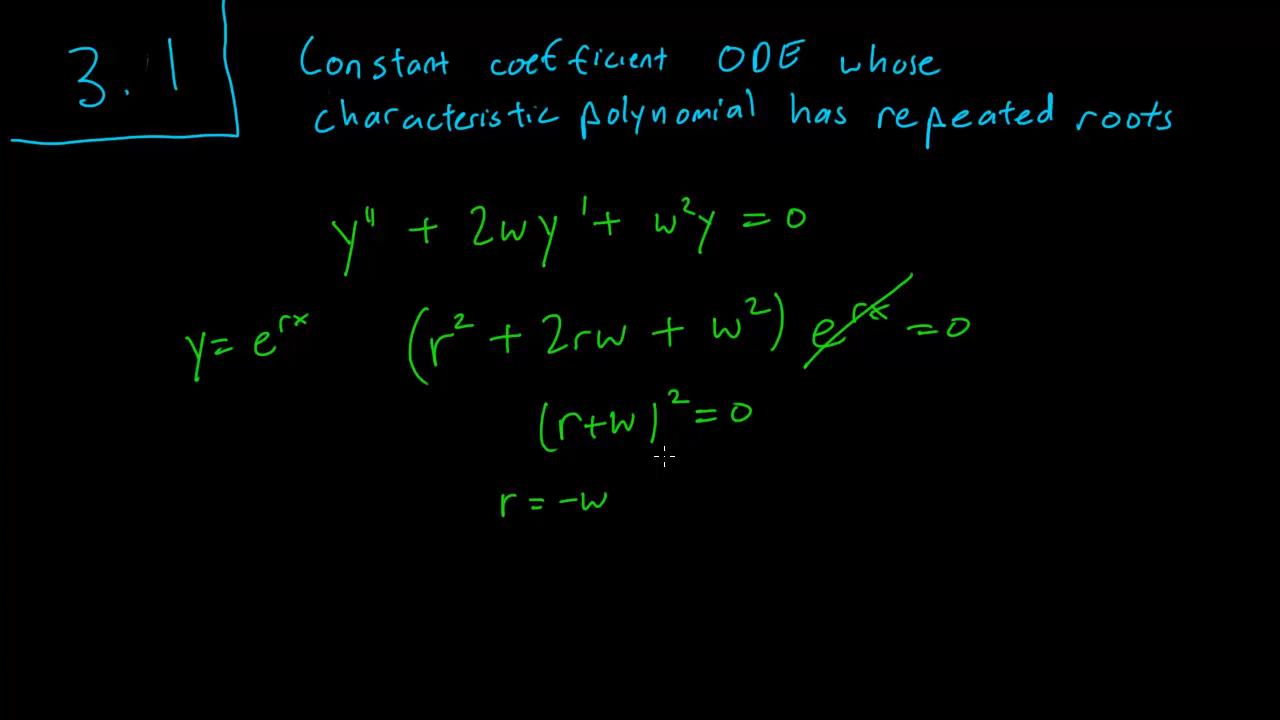 3.1
Constant coefficient ODE whose
characteristic polynomial has repeated roots
y'' + 2wy' + w²y = 0
y = e^{rx} (r² + 2rw + w²) e^{rx} = 0
(r+w)² = 0
r = -w